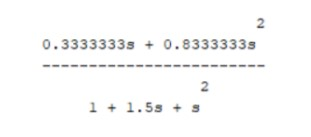 2
0.3333333s + 0.8333333s
-----------------------
2
1 + 1.5s + s